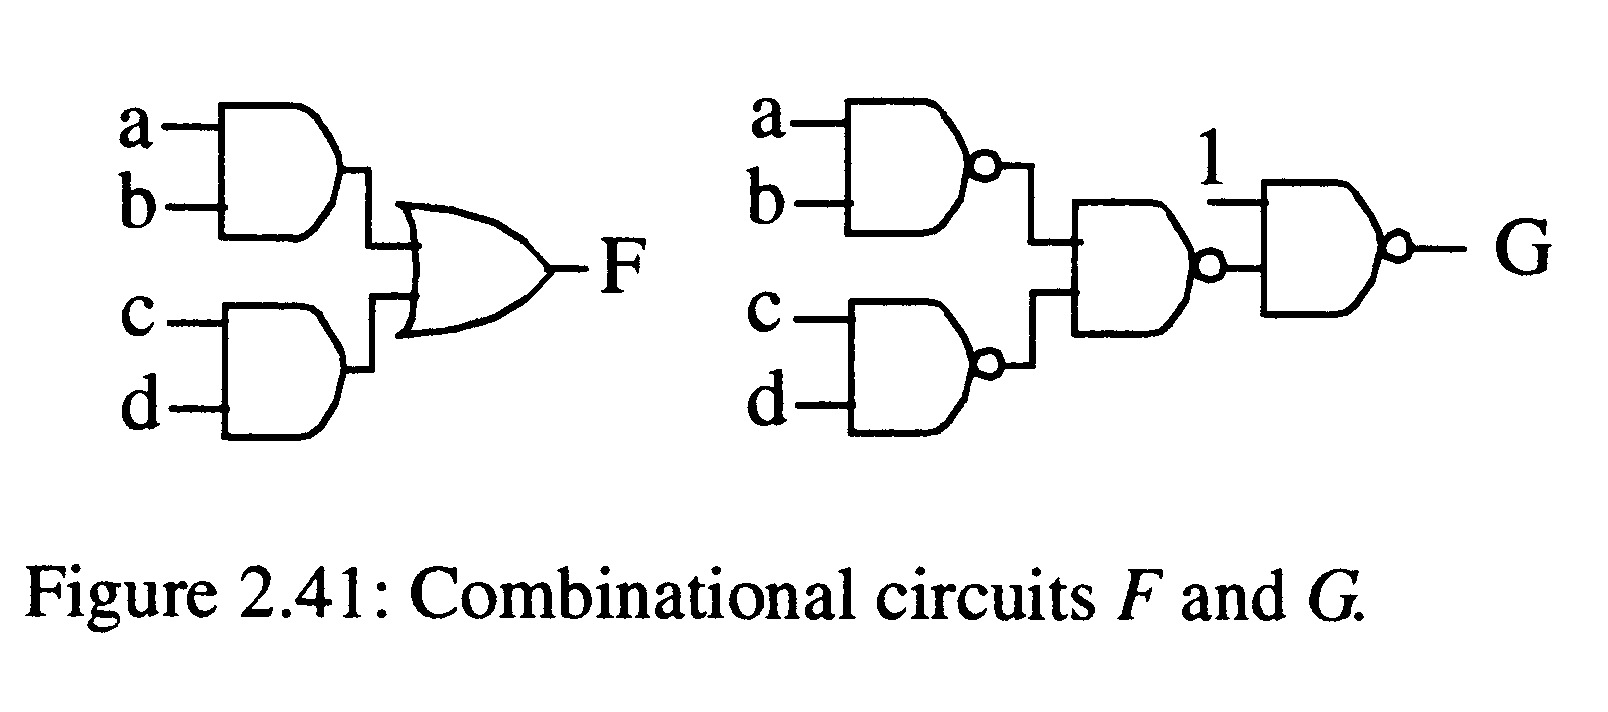 a
b
c
d
F
a
b
c
d
1
G
Figure 2.41: Combinational circuits F and G.